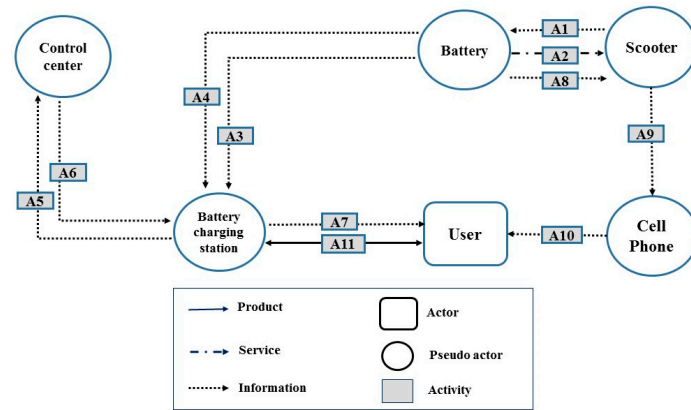 A1
Control
center
Battery
A2
Scooter
A8
A4
A3
A9
A6
A5
Battery
charging
station
A7
A11
User
A10
Cell
Phone
Product
Actor
Service
Pseudo actor
Information
Activity